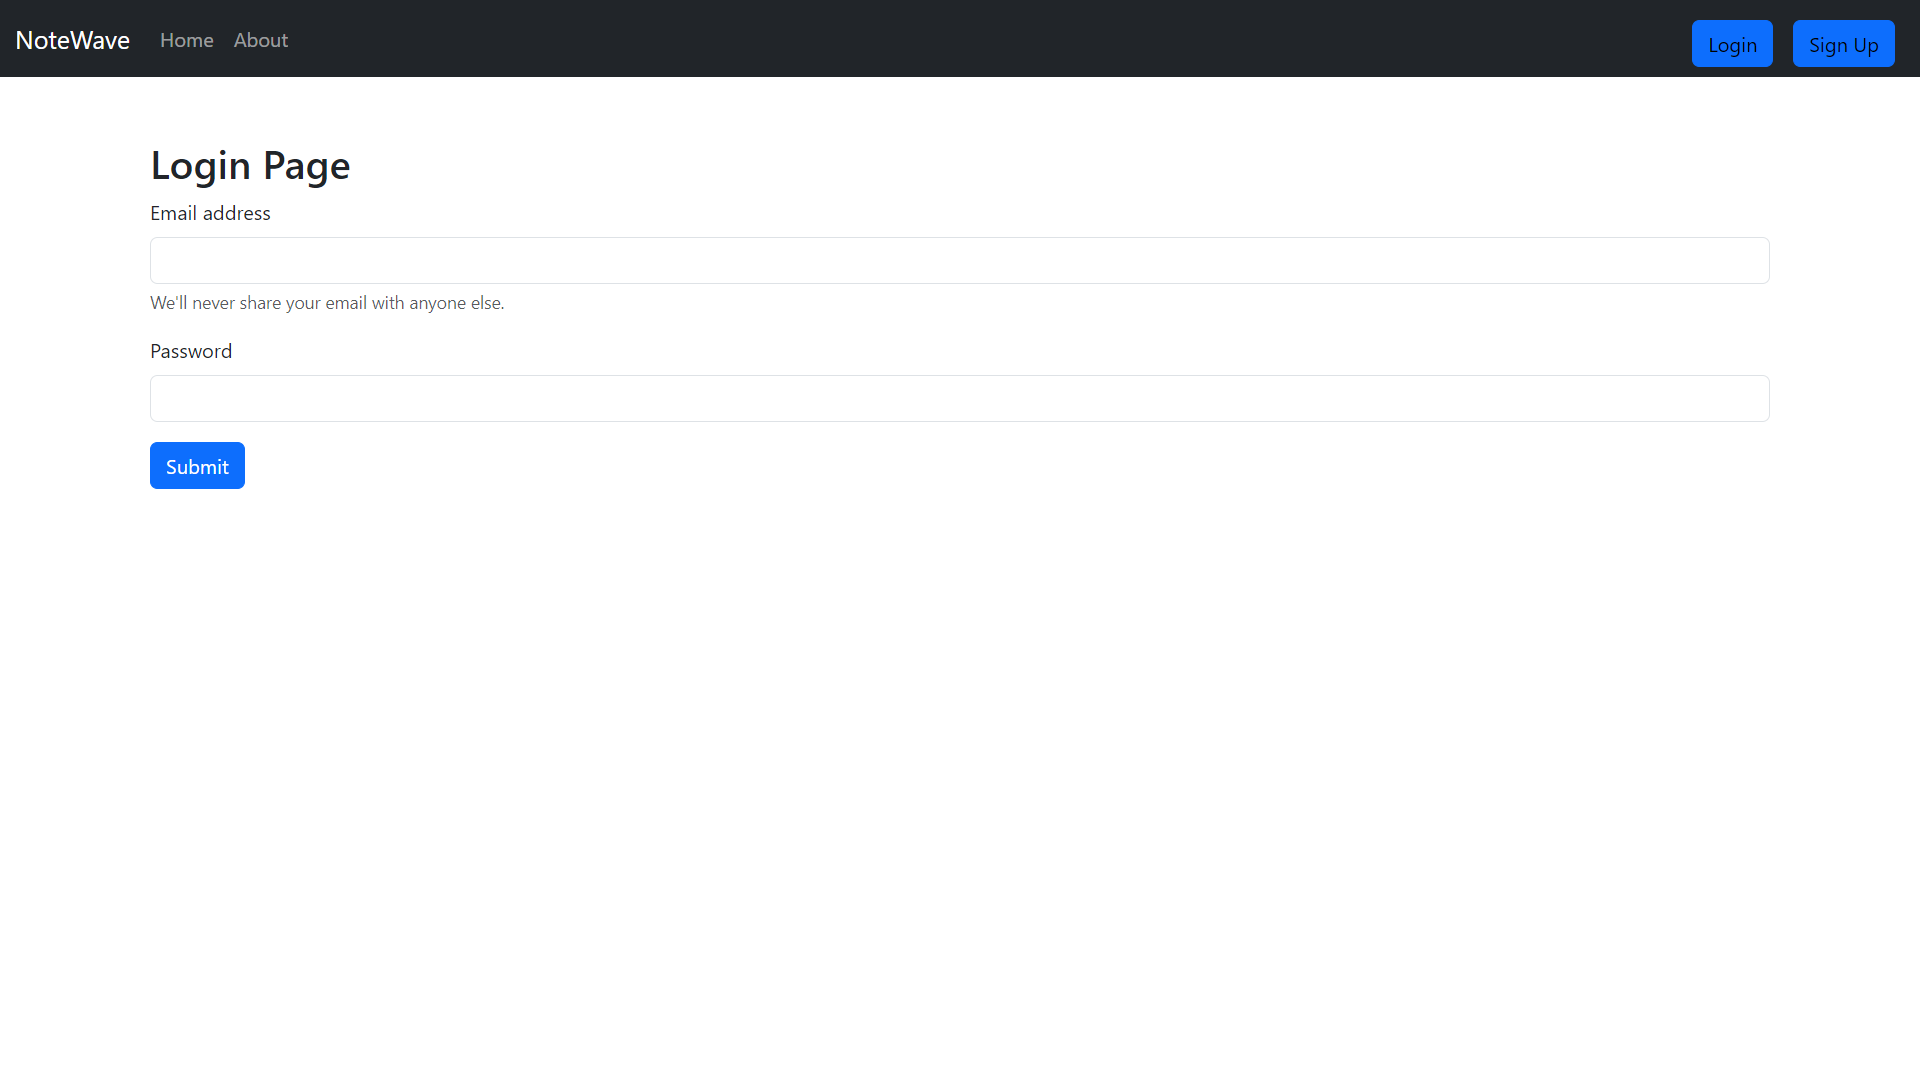 NoteWave Home About Login Sign Up
Login Page
Email address
We'll never share your email with anyone else.
Password
Submit